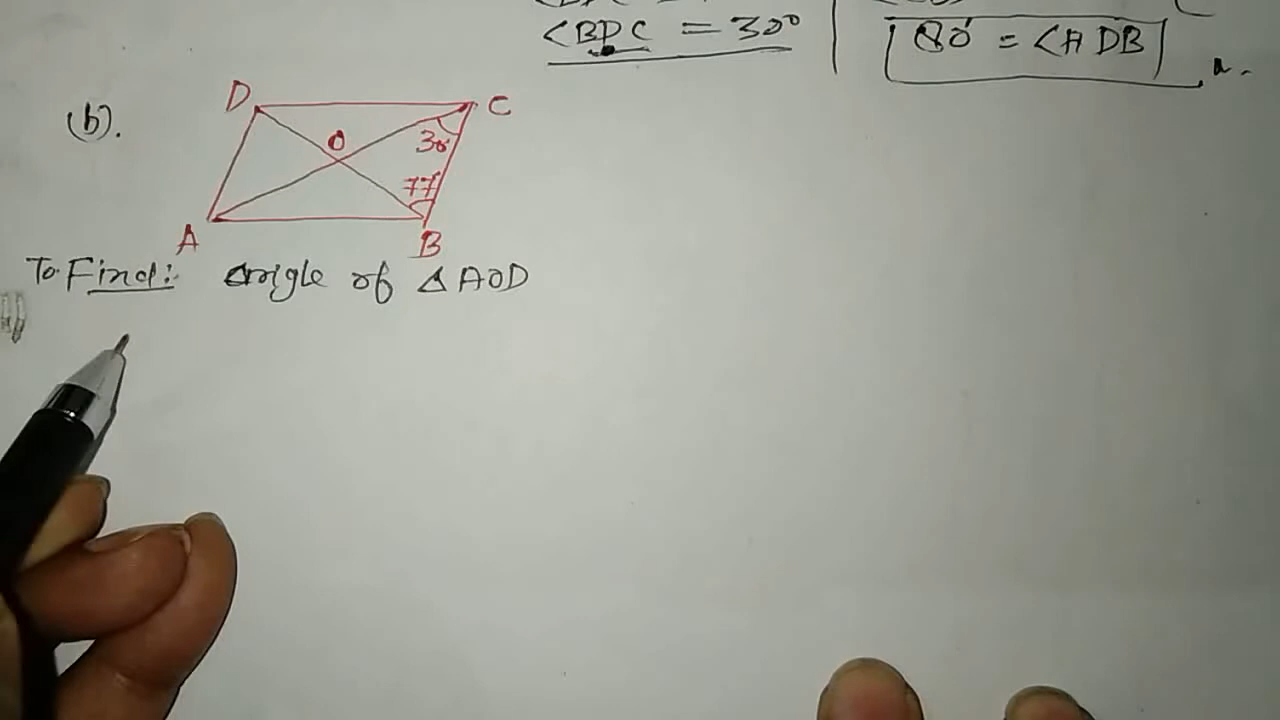 <BDC = 30°
80° = <ADB
(b).
D
C
O
30°
77
A
B
To Find:- Angle of △AOD